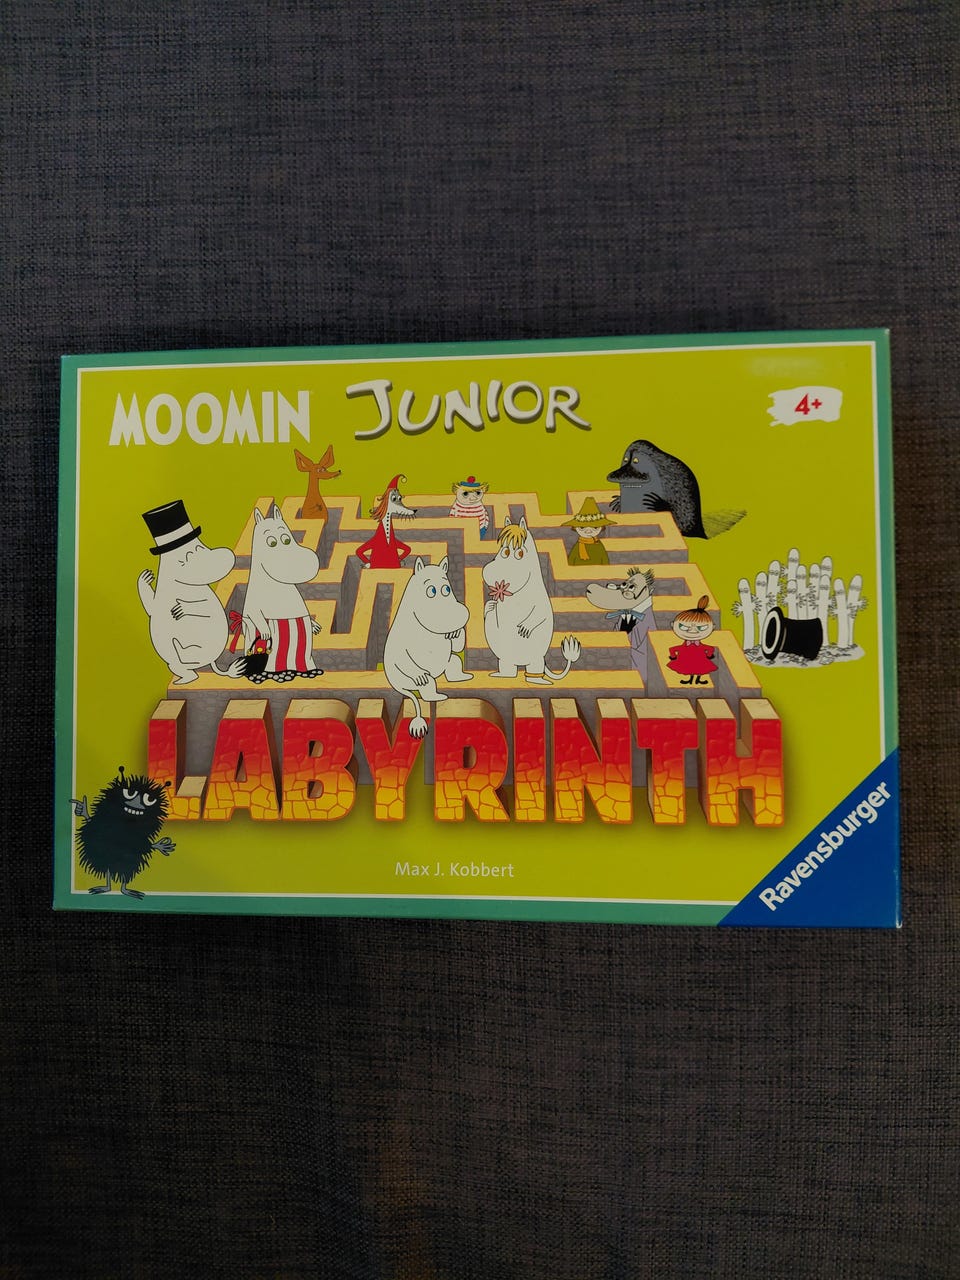 MOOMIN JUNIOR
4+
LABYRINTH
Max J. Kobbert
Ravensburger